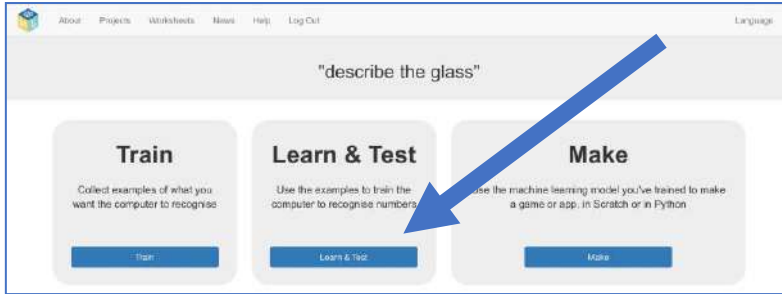 About Projects Worksheets News Help Log Out Language
"describe the glass"
Train
Collect examples of what you
want the computer to recognise
Train
Learn & Test
Use the examples to train the
computer to recognise numbers
Learn & Test
Make
se the machine learning model you've trained to make
a game or app, in Scratch or in Python
Make